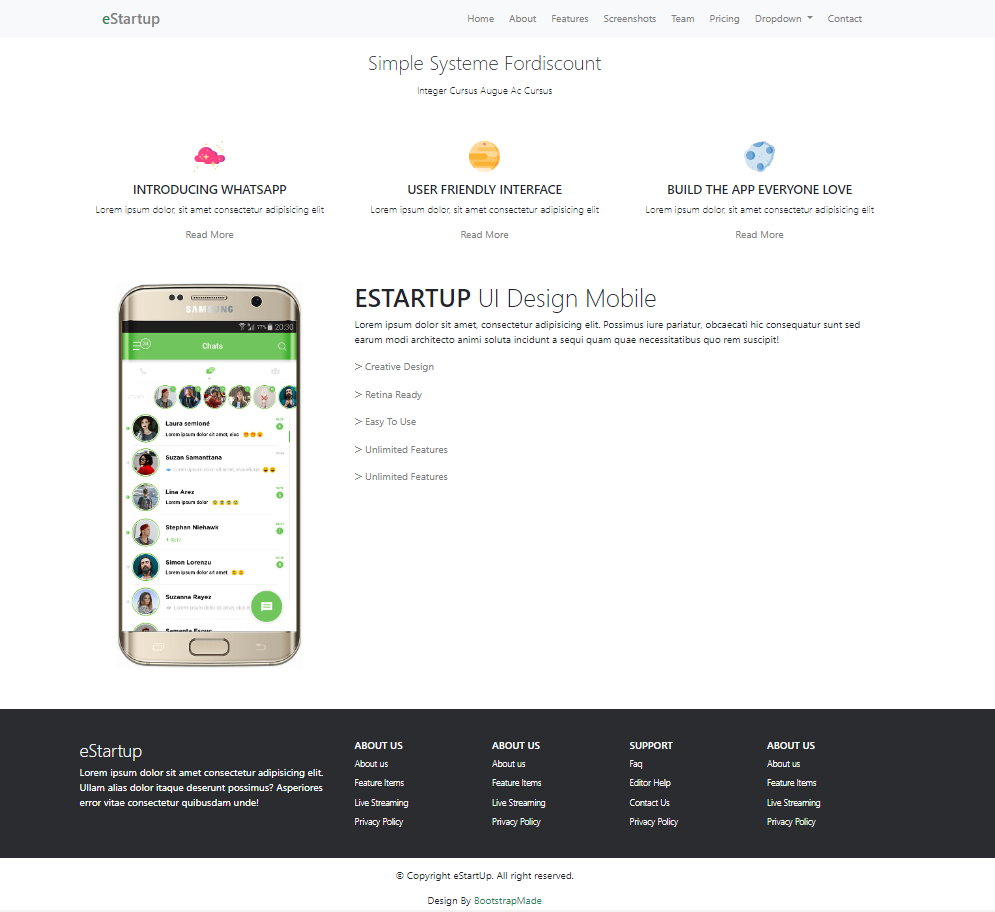 eStartup
Home About Features Screenshots Team Pricing Dropdown Contact
Simple Systeme Fordiscount
Integer Cursus Augue Ac Cursus
INTRODUCING WHATSAPP
Lorem ipsum dolor, sit amet consectetur adipisicing elit
Read More
USER FRIENDLY INTERFACE
Lorem ipsum dolor, sit amet consectetur adipisicing elit
Read More
BUILD THE APP EVERYONE LOVE
Lorem ipsum dolor, sit amet consectetur adipisicing elit
Read More
SAMSUNG
77% 20:30
24
Chats
Laura semioné
Lorem ipsum dolor sit amet, eius
Suzan Samanttana
Lorem ipsum dolor sit amet, eius
Lina Arez
Lorem ipsum dolor
Stephan Niehawk
Simon Lorenzu
Lorem ipsum dolor sit amet
Suzanna Rayez
Lorem ipsum dolor sit amet
ESTARTUP UI Design Mobile
Lorem ipsum dolor sit amet, consectetur adipisicing elit. Possimus iure pariatur, obcaecati hic consequatur sunt sed
earum modi architecto animi soluta incidunt a sequi quam quae necessitatibus quo rem suscipit!
> Creative Design
> Retina Ready
> Easy To Use
> Unlimited Features
> Unlimited Features
eStartup
Lorem ipsum dolor sit amet consectetur adipisicing elit.
Ullam alias dolor itaque deserunt possimus? Asperiores
error vitae consectetur quibusdam unde!
ABOUT US
About us
Feature Items
Live Streaming
Privacy Policy
ABOUT US
About us
Feature Items
Live Streaming
Privacy Policy
SUPPORT
Faq
Editor Help
Contact Us
Privacy Policy
ABOUT US
About us
Feature Items
Live Streaming
Privacy Policy
© Copyright eStartUp. All right reserved.
Design By BootstrapMade